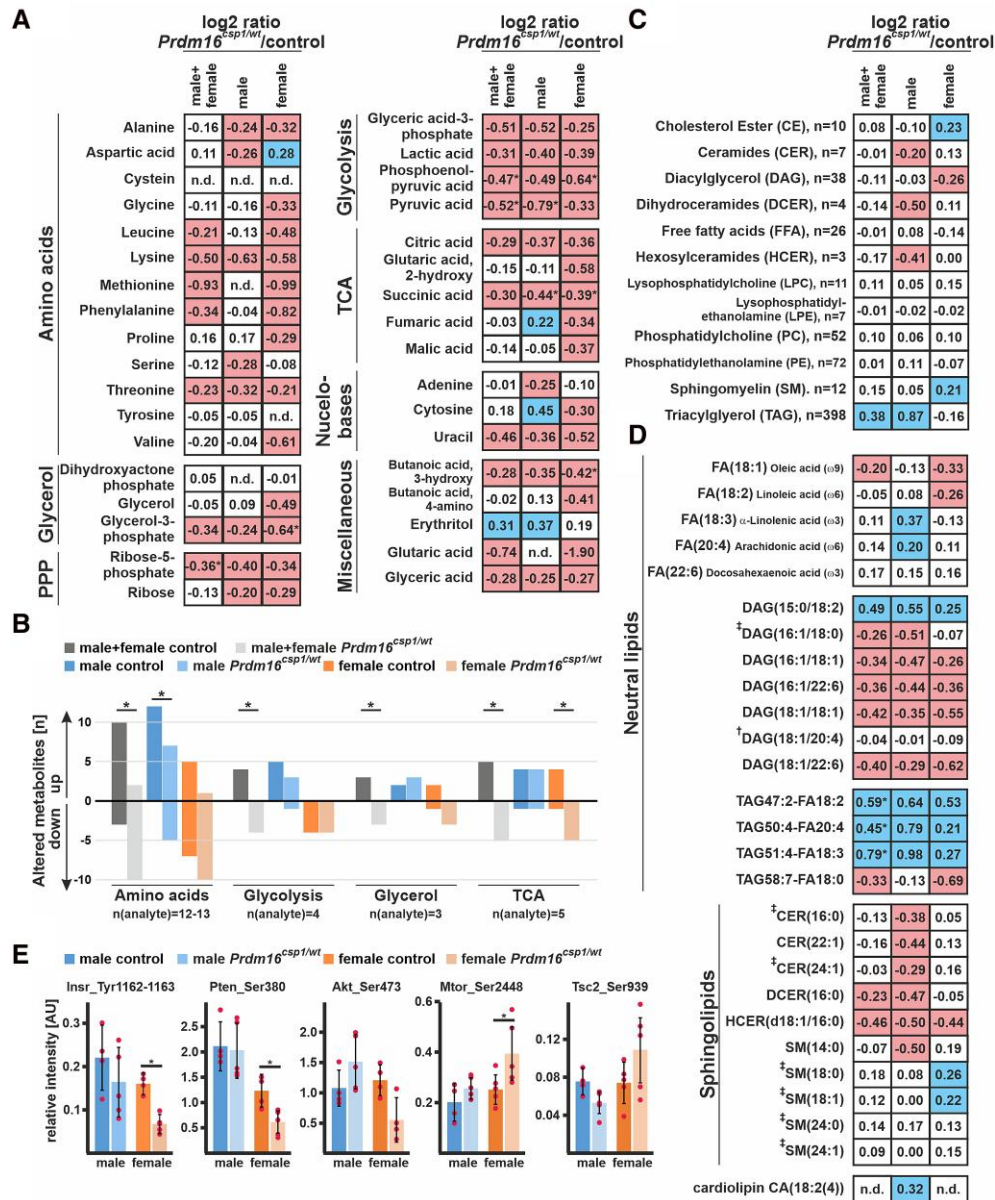 A
log2 ratio
Prdm16csp1/wt/control
male+
female
male
female
Amino acids
Alanine -0.16 -0.24 -0.32
Aspartic acid 0.11 -0.26 0.28
Cystein n.d. n.d. n.d.
Glycine -0.11 -0.16 -0.33
Leucine -0.21 -0.13 -0.48
Lysine -0.50 -0.63 -0.58
Methionine -0.93 n.d. -0.99
Phenylalanine -0.34 -0.04 -0.82
Proline 0.16 0.17 -0.29
Serine -0.12 -0.28 -0.08
Threonine -0.23 -0.32 -0.21
Tyrosine -0.05 -0.05 n.d.
Valine -0.20 -0.04 -0.61
Glycerol
Dihydroxyactone
phosphate 0.05 n.d. -0.01
Glycerol -0.05 0.09 -0.49
Glycerol-3-
phosphate -0.34 -0.24 -0.64*
PPP
Ribose-5-
phosphate -0.36* -0.40 -0.34
Ribose -0.13 -0.20 -0.29
log2 ratio
Prdm16csp1/wt/control
male+
female
male
female
Glycolysis
Glyceric acid-3-
phosphate -0.51 -0.52 -0.25
Lactic acid -0.31 -0.40 -0.39
Phosphoenol-
pyruvic acid -0.47* -0.49 -0.64*
Pyruvic acid -0.52* -0.79* -0.33
TCA
Citric acid -0.29 -0.37 -0.36
Glutaric acid,
2-hydroxy -0.15 -0.11 -0.58
Succinic acid -0.30 -0.44* -0.39*
Fumaric acid -0.03 0.22 -0.34
Malic acid -0.14 -0.05 -0.37
Nucelo-
bases
Adenine -0.01 -0.25 -0.10
Cytosine 0.18 0.45 -0.30
Uracil -0.46 -0.36 -0.52
Miscellaneous
Butanoic acid,
3-hydroxy -0.28 -0.35 -0.42*
Butanoic acid,
4-amino -0.02 0.13 -0.41
Erythritol 0.31 0.37 0.19
Glutaric acid -0.74 n.d. -1.90
Glyceric acid -0.28 -0.25 -0.27
B
male+female control male+female Prdm16csp1/wt
male control male Prdm16csp1/wt female control female Prdm16csp1/wt
Altered metabolites [n]
down up
10
5
0
-5
-10
* * * * * *
Amino acids Glycolysis Glycerol TCA
n(analyte)=12-13 n(analyte)=4 n(analyte)=3 n(analyte)=5
C
log2 ratio
Prdm16csp1/wt/control
male+
female
male
female
Cholesterol Ester (CE), n=10 0.08 -0.10 0.23
Ceramides (CER), n=7 -0.01 -0.20 0.13
Diacylglycerol (DAG), n=38 -0.11 -0.03 -0.26
Dihydroceramides (DCER), n=4 -0.14 -0.50 0.11
Free fatty acids (FFA), n=26 -0.01 0.08 -0.14
Hexosylceramides (HCER), n=3 -0.17 -0.41 0.00
Lysophosphatidylcholine (LPC), n=11 0.11 0.05 0.15
Lysophosphatidyl-
ethanolamine (LPE), n=7 -0.01 -0.02 -0.02
Phosphatidylcholine (PC), n=52 0.10 0.06 0.10
Phosphatidylethanolamine (PE), n=72 0.01 0.11 -0.07
Sphingomyelin (SM). n=12 0.15 0.05 0.21
Triacylglyerol (TAG), n=398 0.38 0.87 -0.16
D
Neutral lipids
FA(18:1) Oleic acid (ω9) -0.20 -0.13 -0.33
FA(18:2) Linoleic acid (ω6) -0.05 0.08 -0.26
FA(18:3) α-Linolenic acid (ω3) 0.11 0.37 -0.13
FA(20:4) Arachidonic acid (ω6) 0.14 0.20 0.11
FA(22:6) Docosahexaenoic acid (ω3) 0.17 0.15 0.16
DAG(15:0/18:2) 0.49 0.55 0.25
‡DAG(16:1/18:0) -0.26 -0.51 -0.07
DAG(16:1/18:1) -0.34 -0.47 -0.26
DAG(16:1/22:6) -0.36 -0.44 -0.36
DAG(18:1/18:1) -0.42 -0.35 -0.55
†DAG(18:1/20:4) -0.04 -0.01 -0.09
DAG(18:1/22:6) -0.40 -0.29 -0.62
TAG47:2-FA18:2 0.59* 0.64 0.53
TAG50:4-FA20:4 0.45* 0.79 0.21
TAG51:4-FA18:3 0.79* 0.98 0.27
TAG58:7-FA18:0 -0.33 -0.13 -0.69
Sphingolipids
‡CER(16:0) -0.13 -0.38 0.05
CER(22:1) -0.16 -0.44 0.13
‡CER(24:1) -0.03 -0.29 0.16
DCER(16:0) -0.23 -0.47 -0.05
HCER(d18:1/16:0) -0.46 -0.50 -0.44
SM(14:0) -0.07 -0.50 0.19
‡SM(18:0) 0.18 0.08 0.26
‡SM(18:1) 0.12 0.00 0.22
‡SM(24:0) 0.14 0.17 0.13
‡SM(24:1) 0.09 0.00 0.15
cardiolipin CA(18:2(4)) n.d. 0.32 n.d.
E
male control male Prdm16csp1/wt female control female Prdm16csp1/wt
relative intensity [AU]
Insr_Tyr1162-1163
0.3
0.2
0.1
*
male female
Pten_Ser380
2.5
1.5
0.5
*
male female
Akt_Ser473
2.0
1.5
1.0
0.5
male female
Mtor_Ser2448
0.6
0.4
0.2
*
male female
Tsc2_Ser939
0.12
0.08
0.04
male female